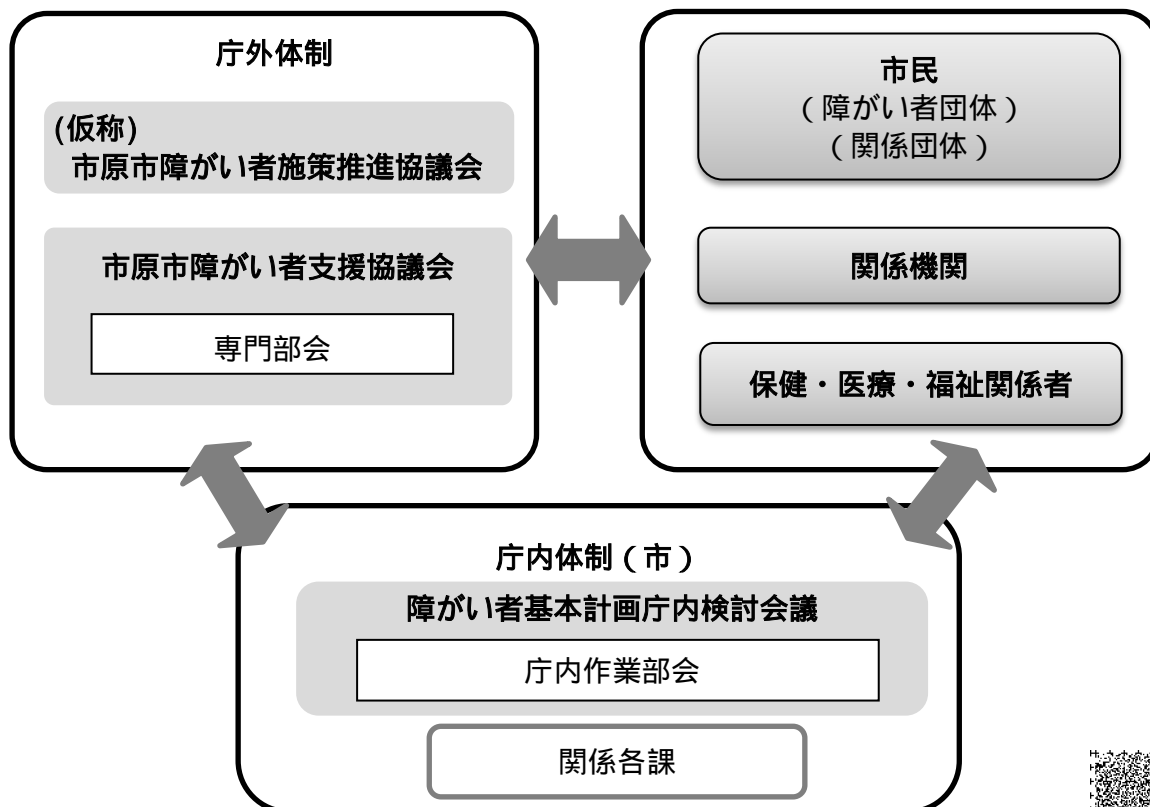 庁外体制
(仮称)
市原市障がい者施策推進協議会
市原市障がい者支援協議会
専門部会
市民
（障がい者団体）
（関係団体）
関係機関
保健・医療・福祉関係者
庁内体制（市）
障がい者基本計画庁内検討会議
庁内作業部会
関係各課